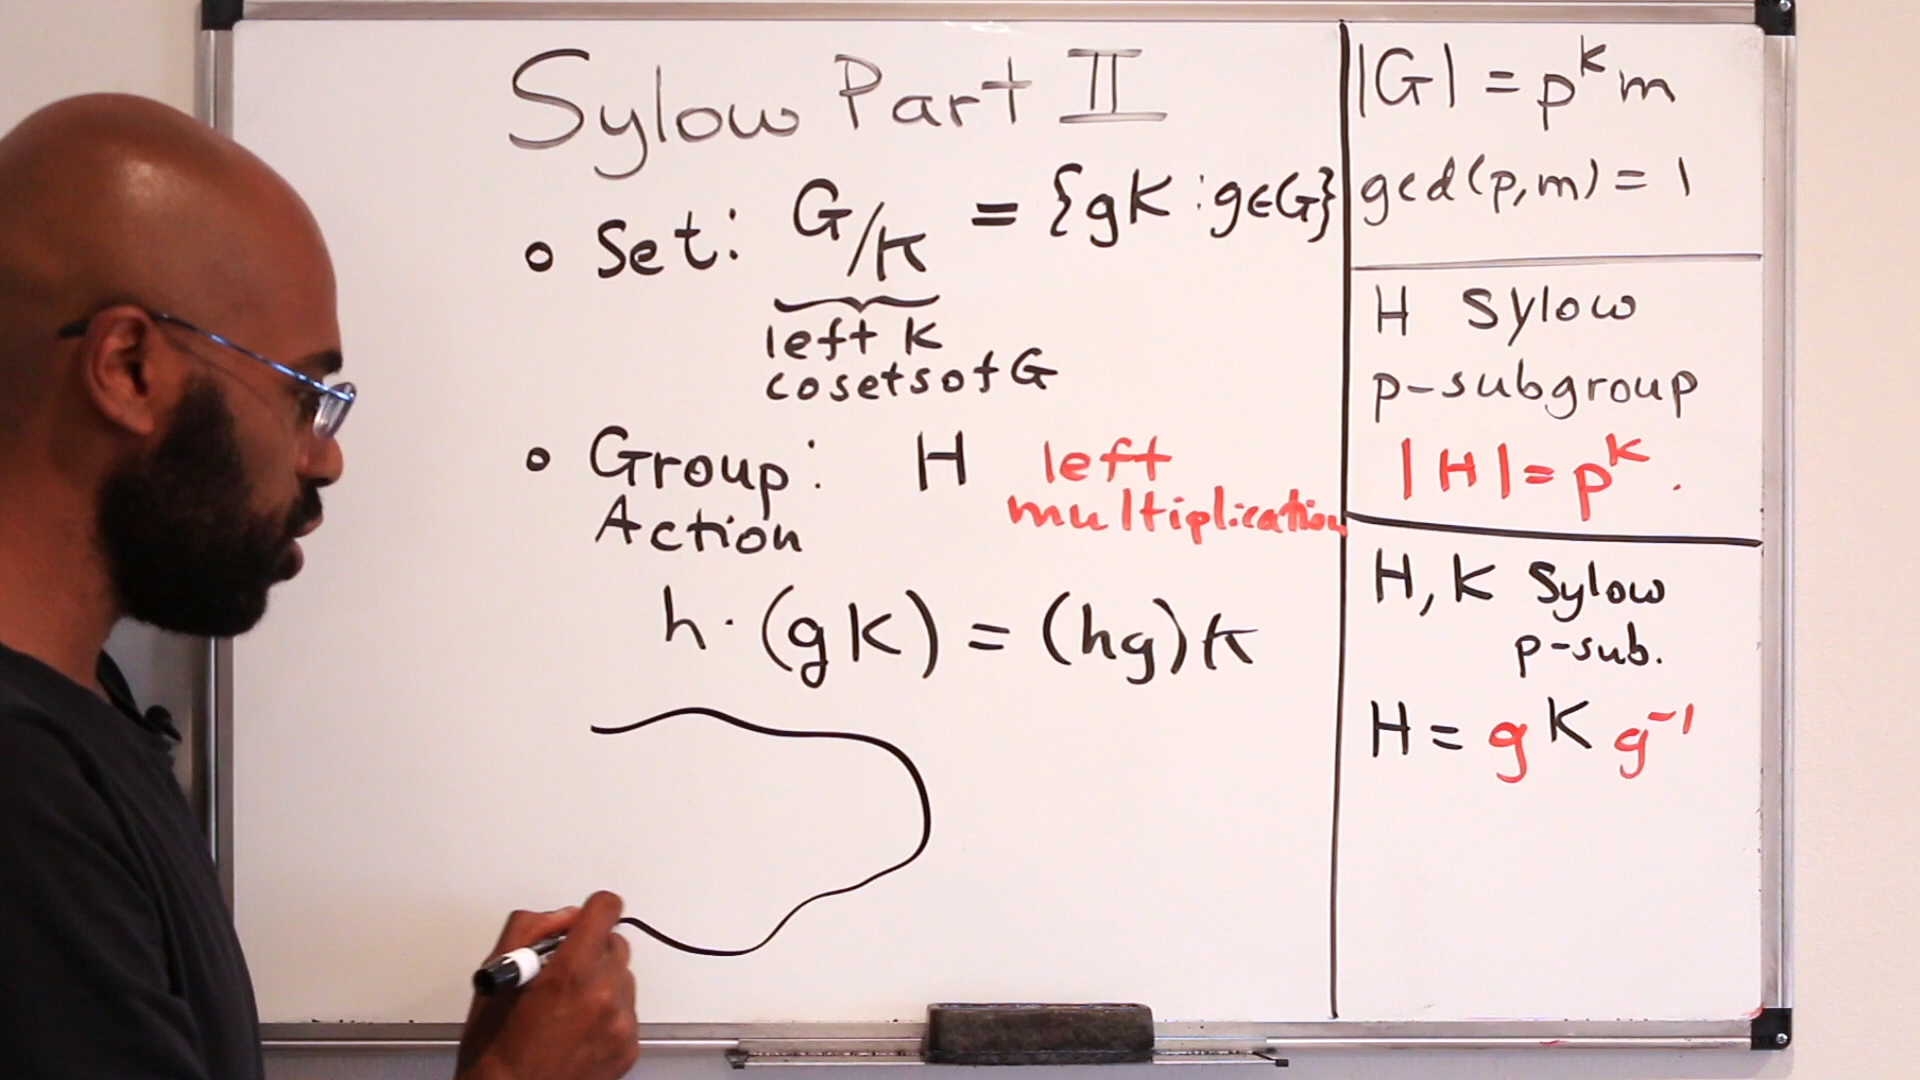 Sylow Part II
• Set: G/K = {gK : g∈G}
left K
cosets of G
• Group: H left
Action multiplication
h · (gK) = (hg)K
|G| = p^k m
gcd(p,m) = 1
H Sylow
p-subgroup
|H| = p^k.
H, K Sylow
p-sub.
H = g K g^-1